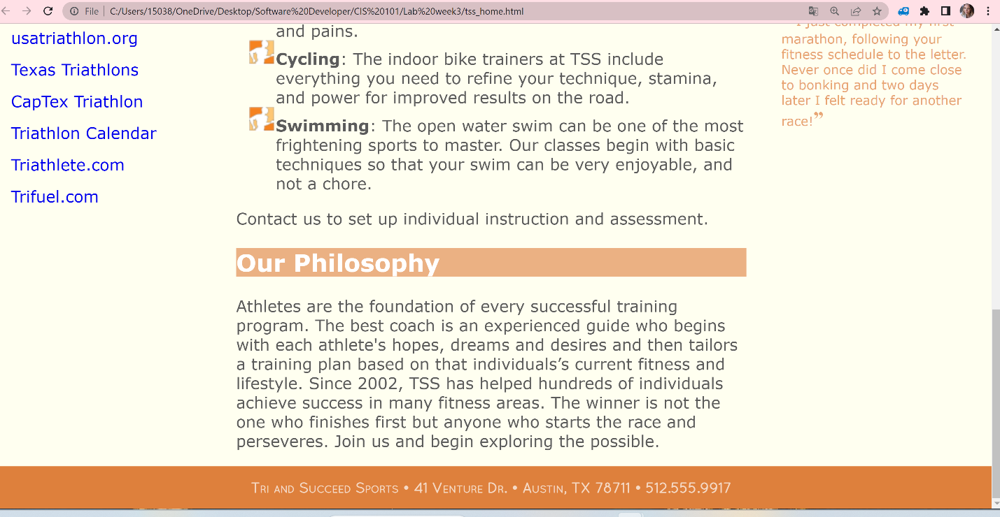 File
C:/Users/15038/OneDrive/Desktop/Software%20Developer/CIS%20101/Lab%20week3/tss_home.html
usatriathlon.org
Texas Triathlons
CapTex Triathlon
Triathlon Calendar
Triathlete.com
Trifuel.com
and pains.
Cycling: The indoor bike trainers at TSS include
everything you need to refine your technique, stamina,
and power for improved results on the road.
Swimming: The open water swim can be one of the most
frightening sports to master. Our classes begin with basic
techniques so that your swim can be very enjoyable, and
not a chore.
Contact us to set up individual instruction and assessment.
Our Philosophy
Athletes are the foundation of every successful training
program. The best coach is an experienced guide who begins
with each athlete's hopes, dreams and desires and then tailors
a training plan based on that individuals’s current fitness and
lifestyle. Since 2002, TSS has helped hundreds of individuals
achieve success in many fitness areas. The winner is not the
one who finishes first but anyone who starts the race and
perseveres. Join us and begin exploring the possible.
I just completed my first
marathon, following your
fitness schedule to the letter.
Never once did I come close
to bonking and two days
later I felt ready for another
race!”
Tri and Succeed Sports • 41 Venture Dr. • Austin, TX 78711 • 512.555.9917